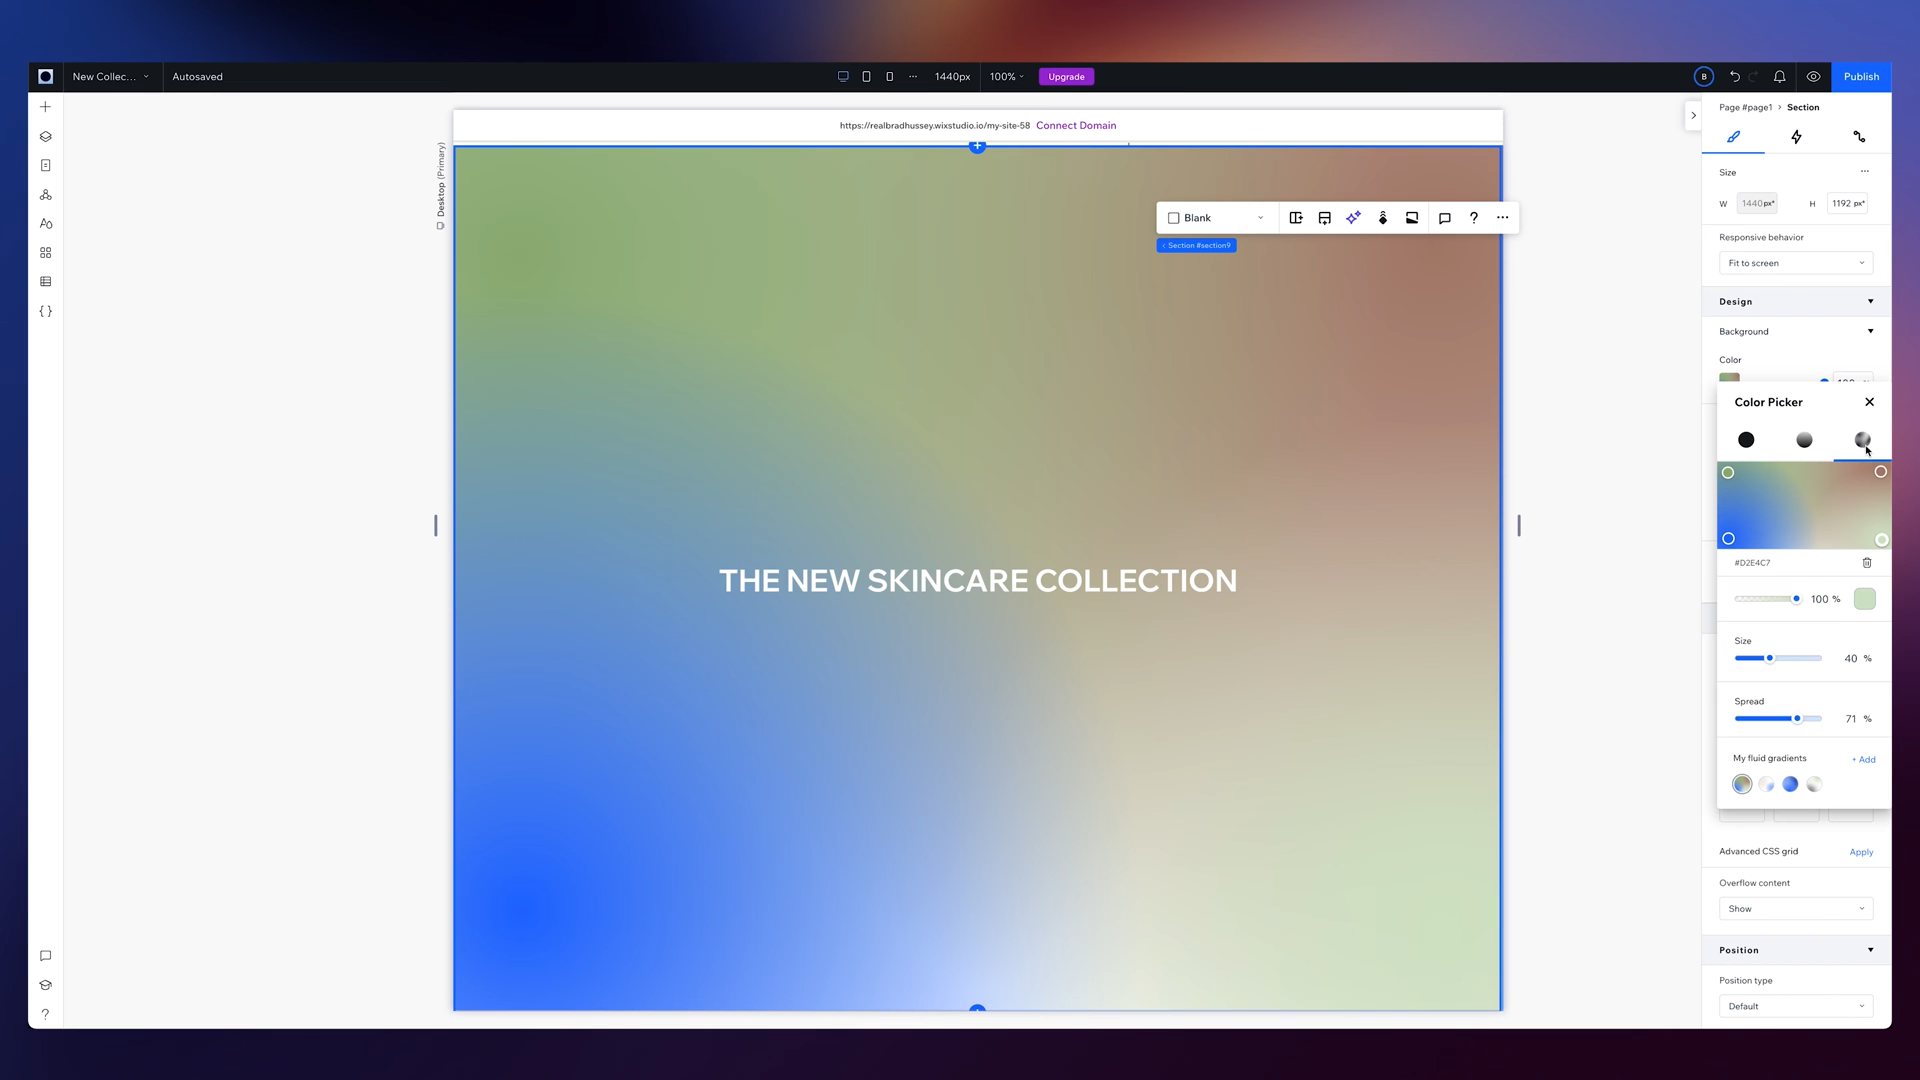 New Collec...
Autosaved
1440px
100%
Upgrade
B
Publish
https://realbradhussey.wixstudio.io/my-site-58 Connect Domain
Desktop (Primary)
Blank
?
< Section #section9
THE NEW SKINCARE COLLECTION
Page #page1 > Section
Size
W 1440px* H 1192 px*
Responsive behavior
Fit to screen
Design
Background
Color
Color Picker
#D2E4C7
100 %
Size
40 %
Spread
71 %
My fluid gradients
+ Add
Advanced CSS grid
Apply
Overflow content
Show
Position
Position type
Default
?